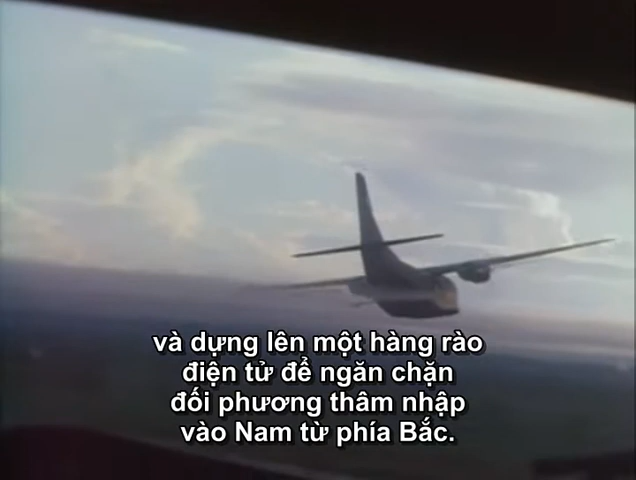 và dựng lên một hàng rào
điện tử để ngăn chặn
đối phương thâm nhập
vào Nam từ phía Bắc.